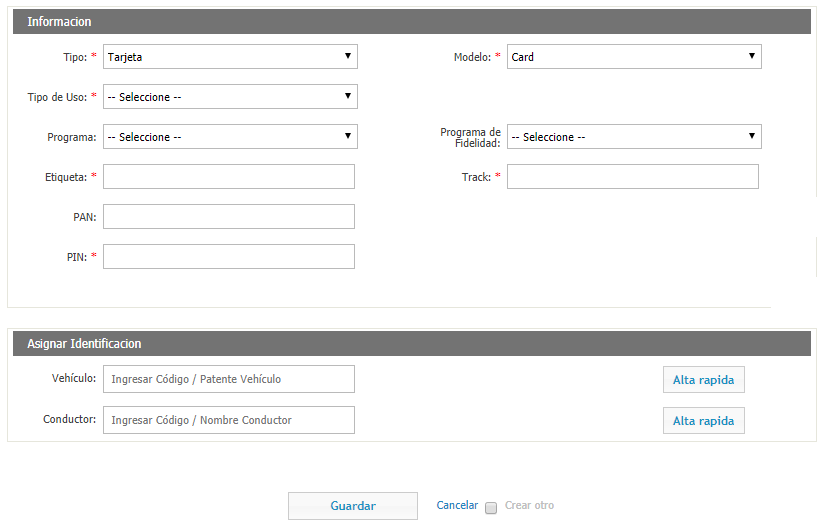 Informacion
Tipo: * Tarjeta Modelo: * Card
Tipo de Uso: * -- Seleccione --
Programa: -- Seleccione -- Programa de Fidelidad: -- Seleccione --
Etiqueta: * Track: *
PAN:
PIN: *
Asignar Identificacion
Vehículo: Ingresar Código / Patente Vehículo Alta rapida
Conductor: Ingresar Código / Nombre Conductor Alta rapida
Guardar Cancelar Crear otro